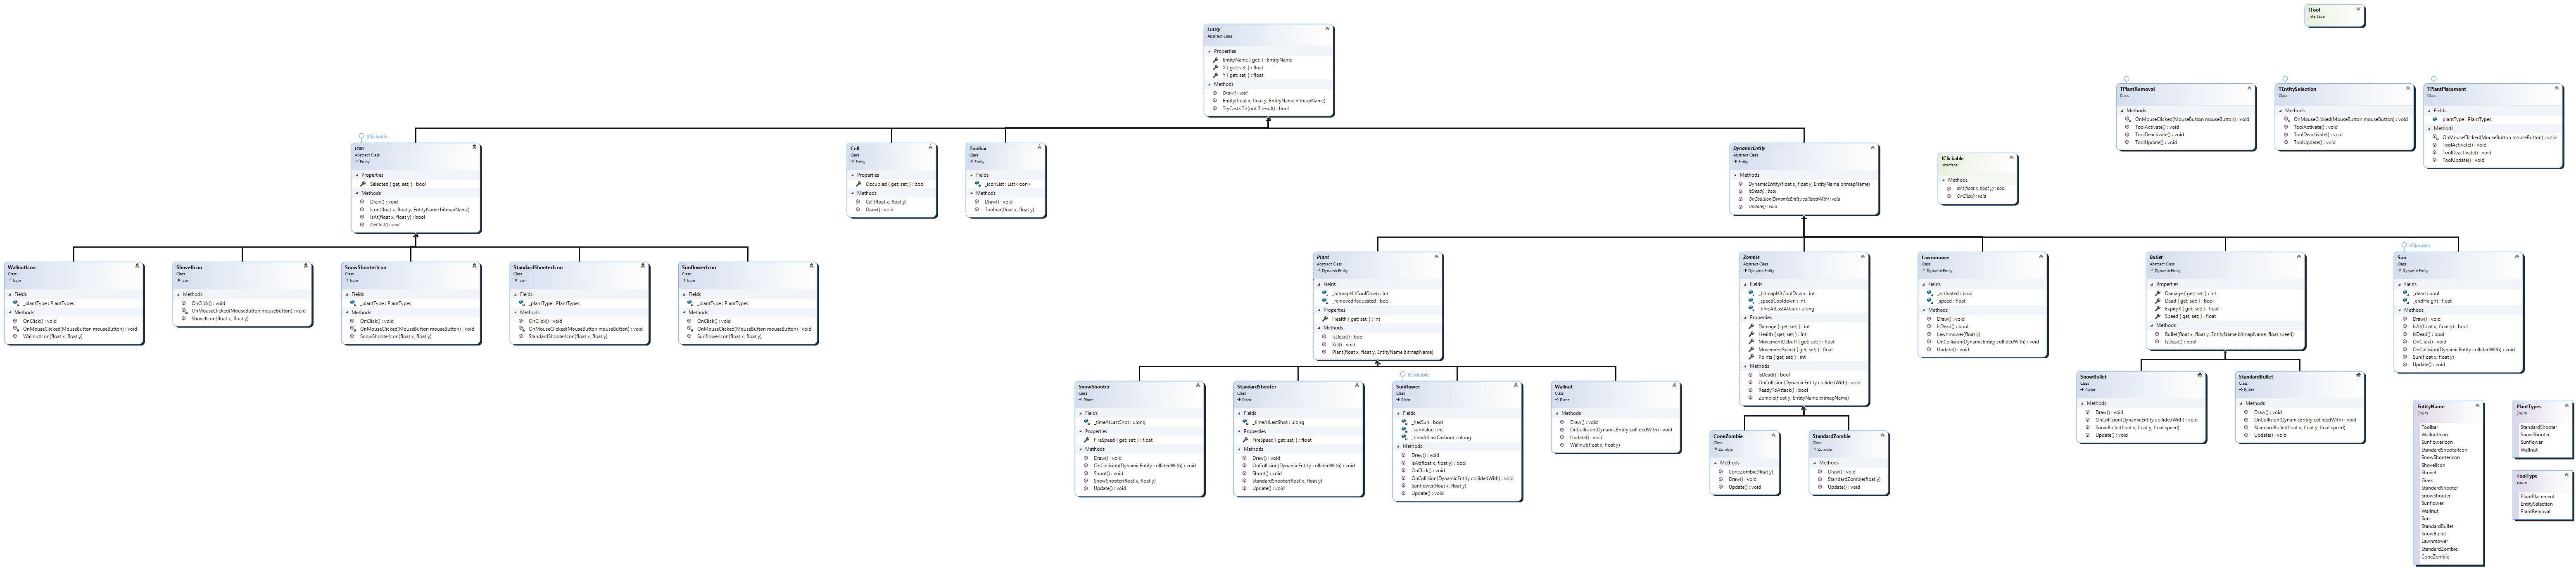 ITool
Interface
Entity
Abstract Class
Properties
EntityName { get; } : EntityName
X { get; set; } : float
Y { get; set; } : float
Methods
Draw() : void
Entity(float x, float y, EntityName bitmapName)
TryCast<T>(out T result) : bool
TPlantRemoval
Class
Methods
OnMouseClicked(MouseButton mouseButton) : void
ToolActivate() : void
ToolDeactivate() : void
ToolUpdate() : void
TEntitySelection
Class
Methods
OnMouseClicked(MouseButton mouseButton) : void
ToolActivate() : void
ToolDeactivate() : void
ToolUpdate() : void
TPlantPlacement
Class
Fields
plantType : PlantTypes
Methods
OnMouseClicked(MouseButton mouseButton) : void
ToolActivate() : void
ToolDeactivate() : void
ToolUpdate() : void
IClickable
Icon
Abstract Class
Entity
Properties
Selected { get; set; } : bool
Methods
Draw() : void
Icon(float x, float y, EntityName bitmapName)
IsAt(float x, float y) : bool
OnClick() : void
Cell
Class
Entity
Properties
Occupied { get; set; } : bool
Methods
Cell(float x, float y)
Draw() : void
Toolbar
Class
Entity
Fields
_iconList : List<Icon>
Methods
Draw() : void
Toolbar(float x, float y)
DynamicEntity
Abstract Class
Entity
Methods
DynamicEntity(float x, float y, EntityName bitmapName)
IsDead() : bool
OnCollision(DynamicEntity collidedWith) : void
Update() : void
IClickable
Interface
Methods
IsAt(float x, float y) : bool
OnClick() : void
WallnutIcon
Class
Icon
Fields
_plantType : PlantTypes
Methods
OnClick() : void
OnMouseClicked(MouseButton mouseButton) : void
WallnutIcon(float x, float y)
ShovelIcon
Class
Icon
Methods
OnClick() : void
OnMouseClicked(MouseButton mouseButton) : void
ShovelIcon(float x, float y)
SnowShooterIcon
Class
Icon
Fields
_plantType : PlantTypes
Methods
OnClick() : void
OnMouseClicked(MouseButton mouseButton) : void
SnowShooterIcon(float x, float y)
StandardShooterIcon
Class
Icon
Fields
_plantType : PlantTypes
Methods
OnClick() : void
OnMouseClicked(MouseButton mouseButton) : void
StandardShooterIcon(float x, float y)
SunflowerIcon
Class
Icon
Fields
_plantType : PlantTypes
Methods
OnClick() : void
OnMouseClicked(MouseButton mouseButton) : void
SunflowerIcon(float x, float y)
Plant
Abstract Class
DynamicEntity
Fields
_bitmapHitCoolDown : int
_removedRequested : bool
Properties
Health { get; set; } : int
Methods
IsDead() : bool
Kill() : void
Plant(float x, float y, EntityName bitmapName)
Zombie
Abstract Class
DynamicEntity
Fields
_bitmapHitCoolDown : int
_speedCooldown : int
_timeAtLastAttack : ulong
Properties
Damage { get; set; } : int
Health { get; set; } : int
MovementDebuff { get; set; } : float
MovementSpeed { get; set; } : float
Points { get; set; } : int
Methods
IsDead() : bool
OnCollision(DynamicEntity collidedWith) : void
ReadyToAttack() : bool
Zombie(float y, EntityName bitmapName)
Lawnmower
Class
DynamicEntity
Fields
_activated : bool
_speed : float
Methods
Draw() : void
IsDead() : bool
Lawnmower(float y)
OnCollision(DynamicEntity collidedWith) : void
Update() : void
Bullet
Abstract Class
DynamicEntity
Properties
Damage { get; set; } : int
Dead { get; set; } : bool
ExpiryX { get; set; } : float
Speed { get; set; } : float
Methods
Bullet(float x, float y, EntityName bitmapName, float speed)
IsDead() : bool
IClickable
Sun
Class
DynamicEntity
Fields
_dead : bool
_endHeight : float
Methods
Draw() : void
IsAt(float x, float y) : bool
IsDead() : bool
OnClick() : void
OnCollision(DynamicEntity collidedWith) : void
Sun(float x, float y)
Update() : void
SnowShooter
Class
Plant
Fields
_timeAtLastShot : ulong
Properties
FireSpeed { get; set; } : float
Methods
Draw() : void
OnCollision(DynamicEntity collidedWith) : void
Shoot() : void
SnowShooter(float x, float y)
Update() : void
StandardShooter
Class
Plant
Fields
_timeAtLastShot : ulong
Properties
FireSpeed { get; set; } : float
Methods
Draw() : void
OnCollision(DynamicEntity collidedWith) : void
Shoot() : void
StandardShooter(float x, float y)
Update() : void
IClickable
Sunflower
Class
Plant
Fields
_hasSun : bool
_sunValue : int
_timeAtLastCashout : ulong
Methods
Draw() : void
IsAt(float x, float y) : bool
OnClick() : void
OnCollision(DynamicEntity collidedWith) : void
Sunflower(float x, float y)
Update() : void
Walnut
Class
Plant
Methods
Draw() : void
OnCollision(DynamicEntity collidedWith) : void
Update() : void
Wallnut(float x, float y)
ConeZombie
Class
Zombie
Methods
ConeZombie(float y)
Draw() : void
Update() : void
StandardZombie
Class
Zombie
Methods
Draw() : void
StandardZombie(float y)
Update() : void
SnowBullet
Class
Bullet
Methods
Draw() : void
OnCollision(DynamicEntity collidedWith) : void
SnowBullet(float x, float y, float speed)
Update() : void
StandardBullet
Class
Bullet
Methods
Draw() : void
OnCollision(DynamicEntity collidedWith) : void
StandardBullet(float x, float y, float speed)
Update() : void
EntityName
Enum
Toolbar
WalnutIcon
SunflowerIcon
StandardShooterIcon
SnowShooterIcon
ShovelIcon
Shovel
Grass
StandardShooter
SnowShooter
Sunflower
Wallnut
Sun
StandardBullet
SnowBullet
Lawnmower
StandardZombie
ConeZombie
PlantTypes
Enum
StandardShooter
SnowShooter
Sunflower
Wallnut
ToolType
Enum
PlantPlacement
EntitySelection
PlantRemoval